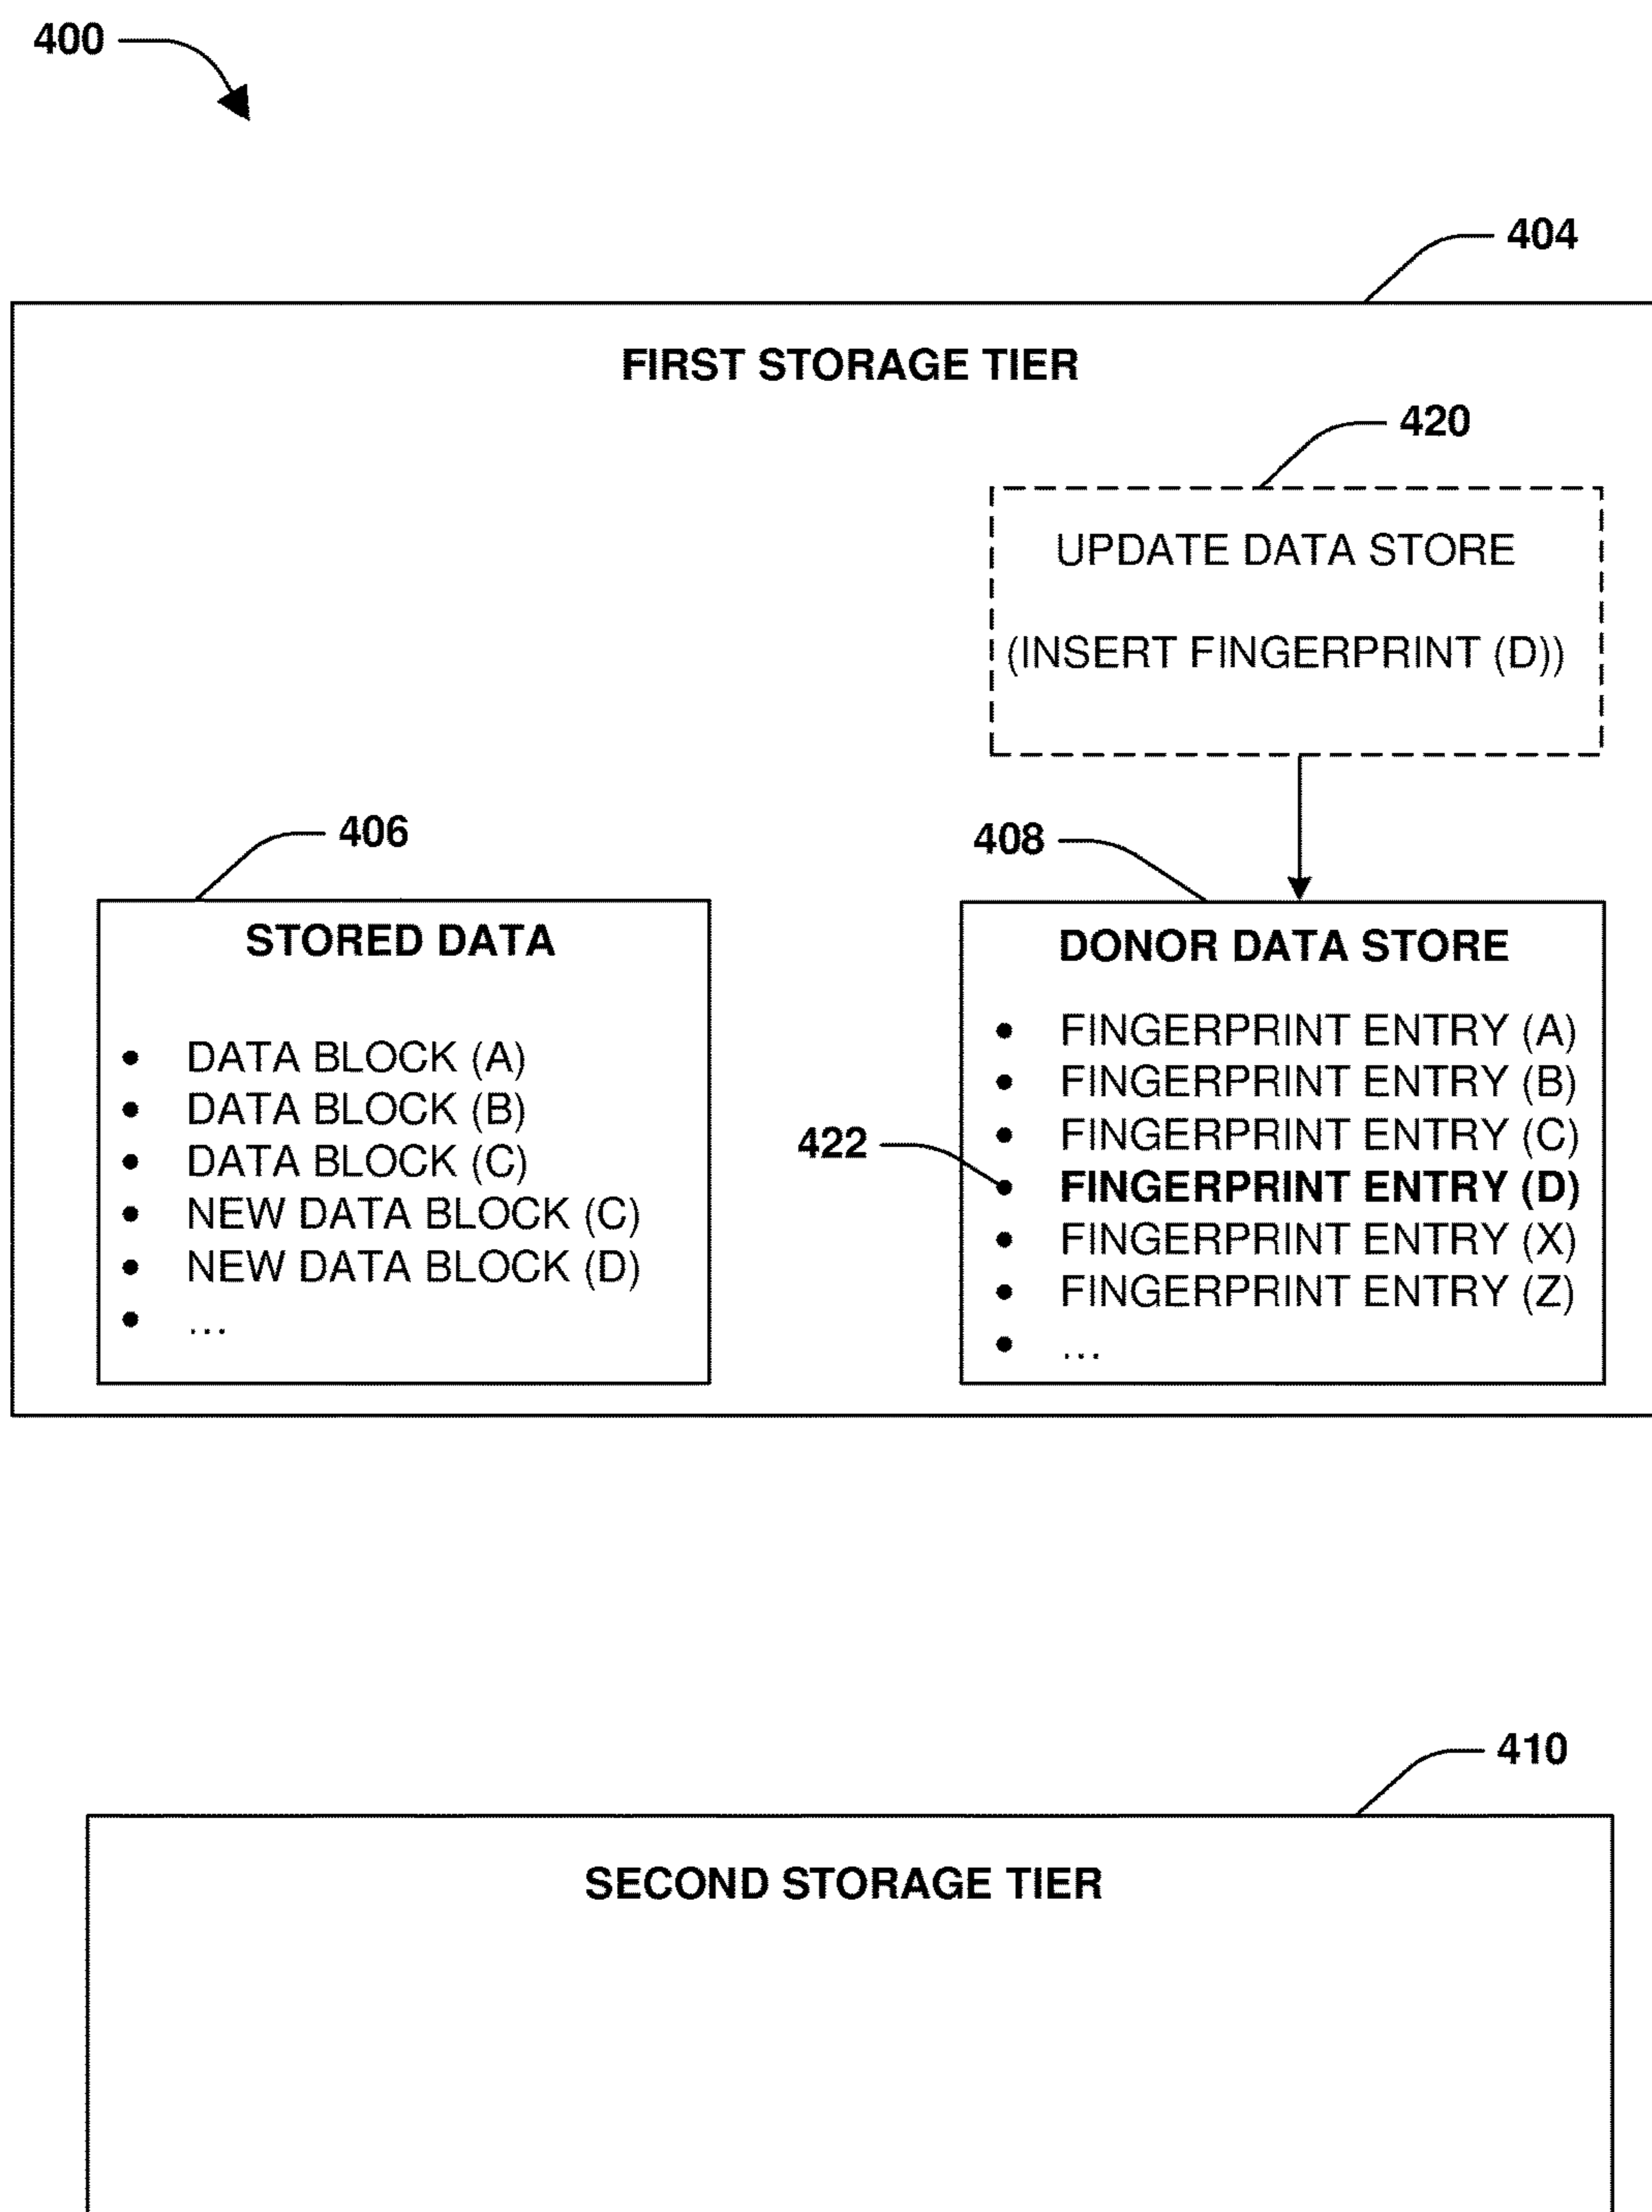 400
404
FIRST STORAGE TIER
420
UPDATE DATA STORE
(INSERT FINGERPRINT (D))
406
STORED DATA
• DATA BLOCK (A)
• DATA BLOCK (B)
• DATA BLOCK (C)
• NEW DATA BLOCK (C)
• NEW DATA BLOCK (D)
• ...
408
DONOR DATA STORE
• FINGERPRINT ENTRY (A)
• FINGERPRINT ENTRY (B)
• FINGERPRINT ENTRY (C)
422
• FINGERPRINT ENTRY (D)
• FINGERPRINT ENTRY (X)
• FINGERPRINT ENTRY (Z)
• ...
410
SECOND STORAGE TIER